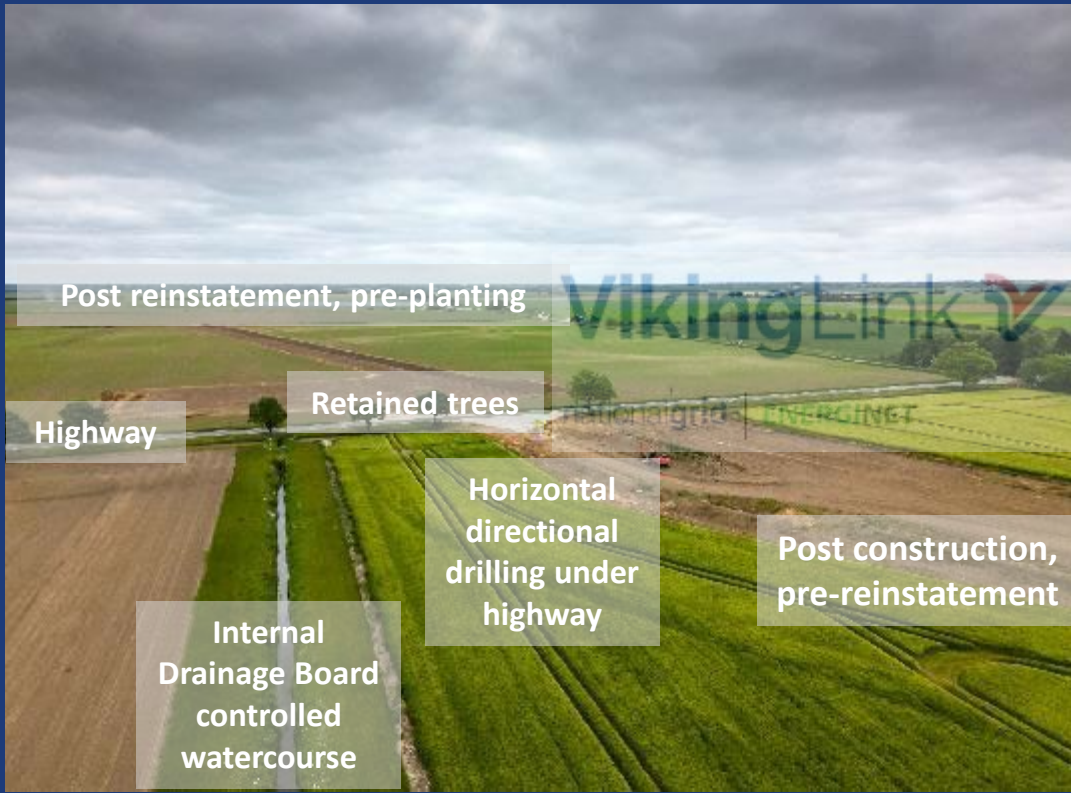 Post reinstatement, pre-planting
VikingLink
Retained trees
nationalgrid | ENERGINET
Highway
Horizontal
directional
drilling under
highway
Post construction,
pre-reinstatement
Internal
Drainage Board
controlled
watercourse